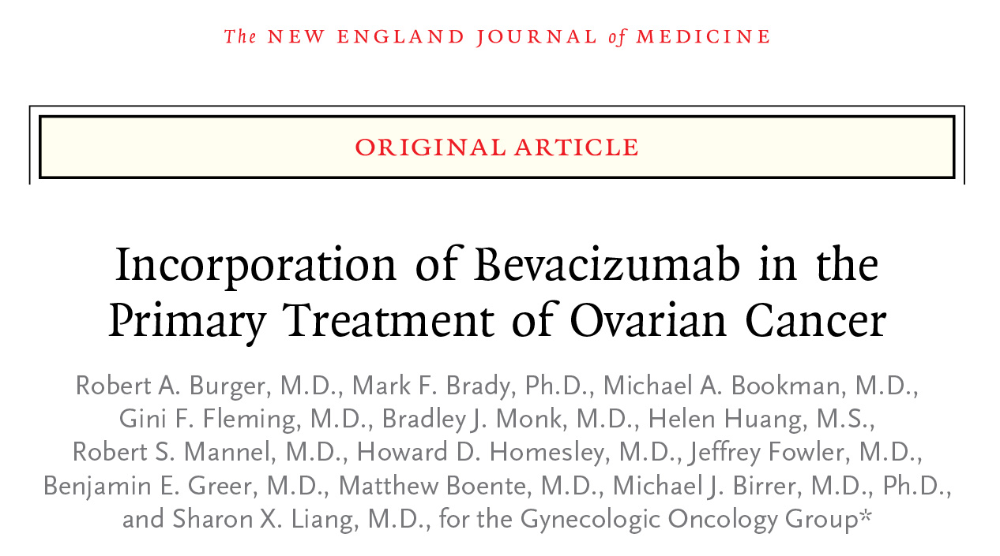 The NEW ENGLAND JOURNAL of MEDICINE
ORIGINAL ARTICLE
Incorporation of Bevacizumab in the
Primary Treatment of Ovarian Cancer
Robert A. Burger, M.D., Mark F. Brady, Ph.D., Michael A. Bookman, M.D.,
Gini F. Fleming, M.D., Bradley J. Monk, M.D., Helen Huang, M.S.,
Robert S. Mannel, M.D., Howard D. Homesley, M.D., Jeffrey Fowler, M.D.,
Benjamin E. Greer, M.D., Matthew Boente, M.D., Michael J. Birrer, M.D., Ph.D.,
and Sharon X. Liang, M.D., for the Gynecologic Oncology Group*